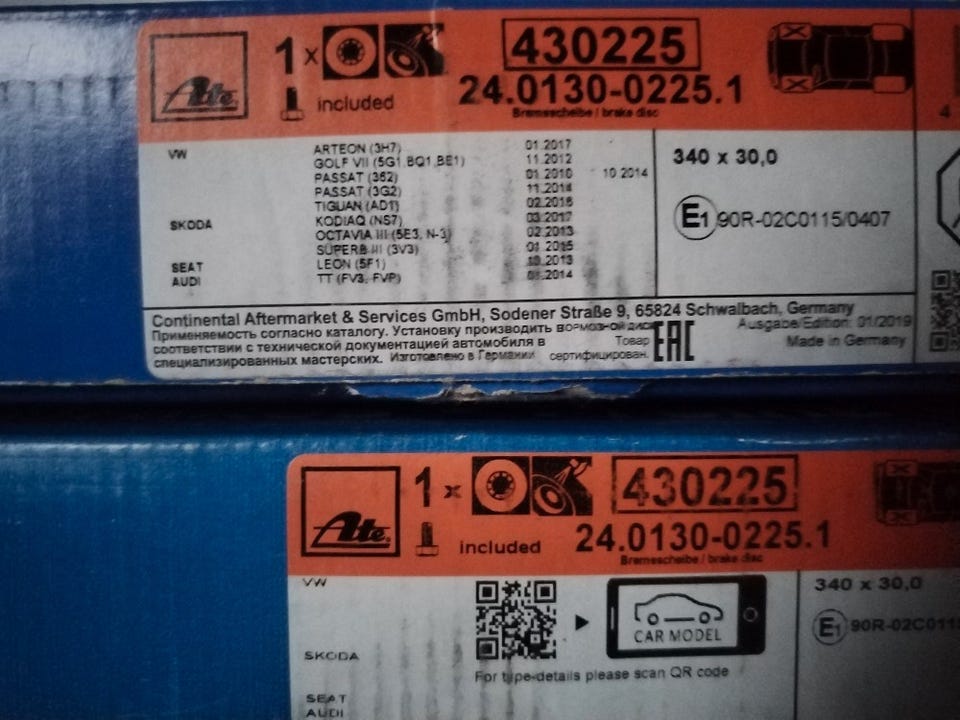 Ate 1 x 430225
included 24.0130-0225.1
Bremsscheibe / brake disc
4
VW ARTEON (3H7) 01.2017
GOLF VII (5G1,BQ1,BE1) 11.2012
PASSAT (362) 01.2010 10.2014
PASSAT (3G2) 11.2014
TIGUAN (AD1) 02.2016
SKODA KODIAQ (NS7) 03.2017
OCTAVIA III (5E3, N-3) 02.2013
SUPERB III (3V3) 01.2015
SEAT LEON (5F1) 10.2013
AUDI TT (FV3, FVP) 01.2014
340 x 30,0
E1 90R-02C0115/0407
Continental Aftermarket & Services GmbH, Sodener Straße 9, 65824 Schwalbach, Germany
Применяемость согласно каталогу. Установку производить
соответствии с технической документацией автомобиля в
специализированных мастерских. Изготовлено в Германии
Товар
сертифицирован.
EAC
Ausgabe/Edition: 01/2019
Made in Germany
Ate 1 x 430225
included 24.0130-0225.1
Bremsscheibe / brake disc
VW
CAR MODEL
SKODA
For type-details please scan QR code
SEAT
AUDI
340 x 30,0
E1 90R-02C011